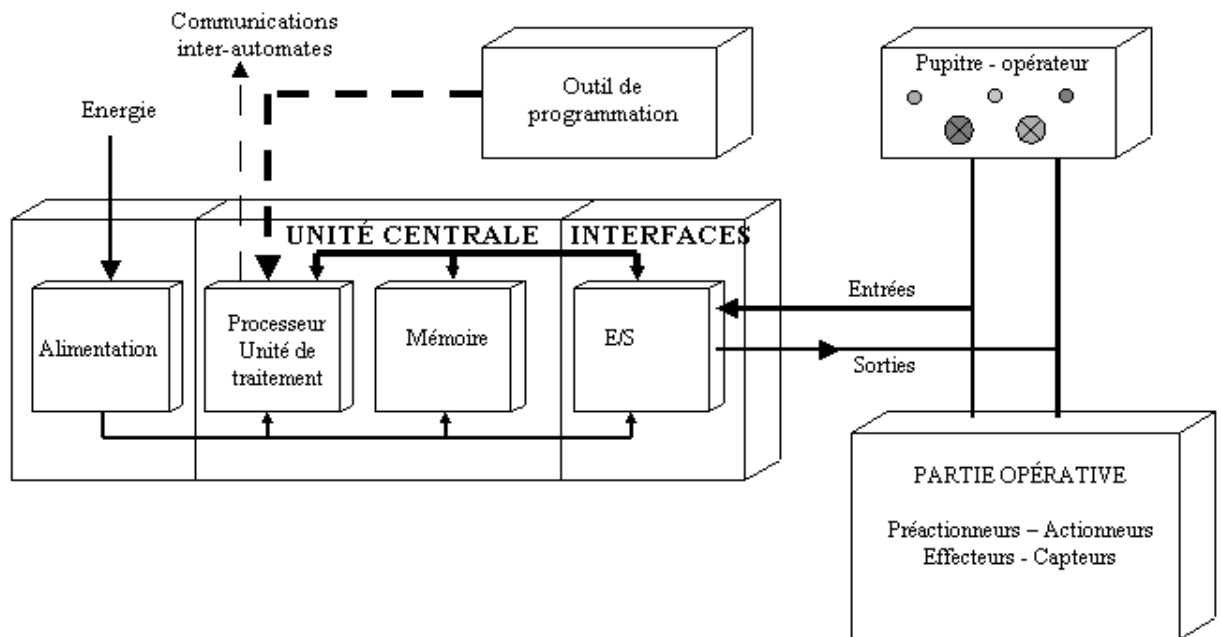 Communications
inter-automates
Energie
Outil de
programmation
Pupitre - opérateur
UNITÉ CENTRALE
INTERFACES
Alimentation
Processeur
Unité de
traitement
Mémoire
E/S
Entrées
Sorties
PARTIE OPÉRATIVE
Préactionneurs – Actionneurs
Effecteurs - Capteurs